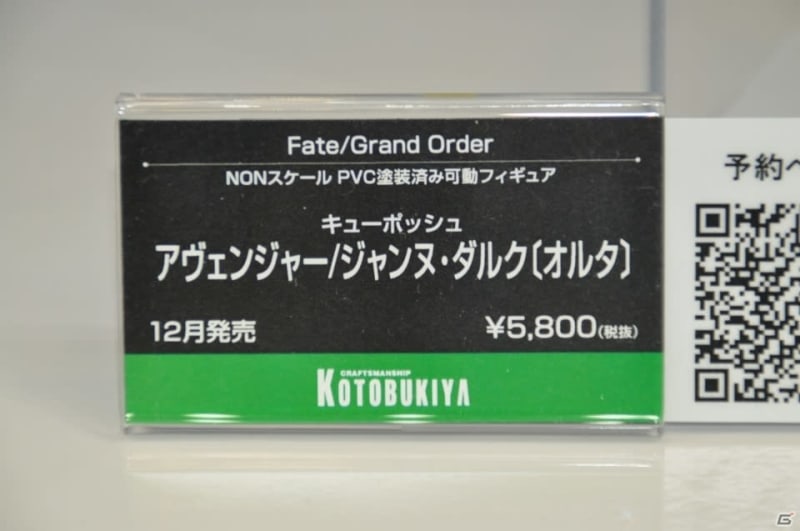 Fate/Grand Order
NONスケール PVC塗装済み可動フィギュア
キューポッシュ
アヴェンジャー/ジャンヌ・ダルク〔オルタ〕
12月発売 ¥5,800(税抜)
CRAFTSMANSHIP
KOTOBUKIYA
予約へ